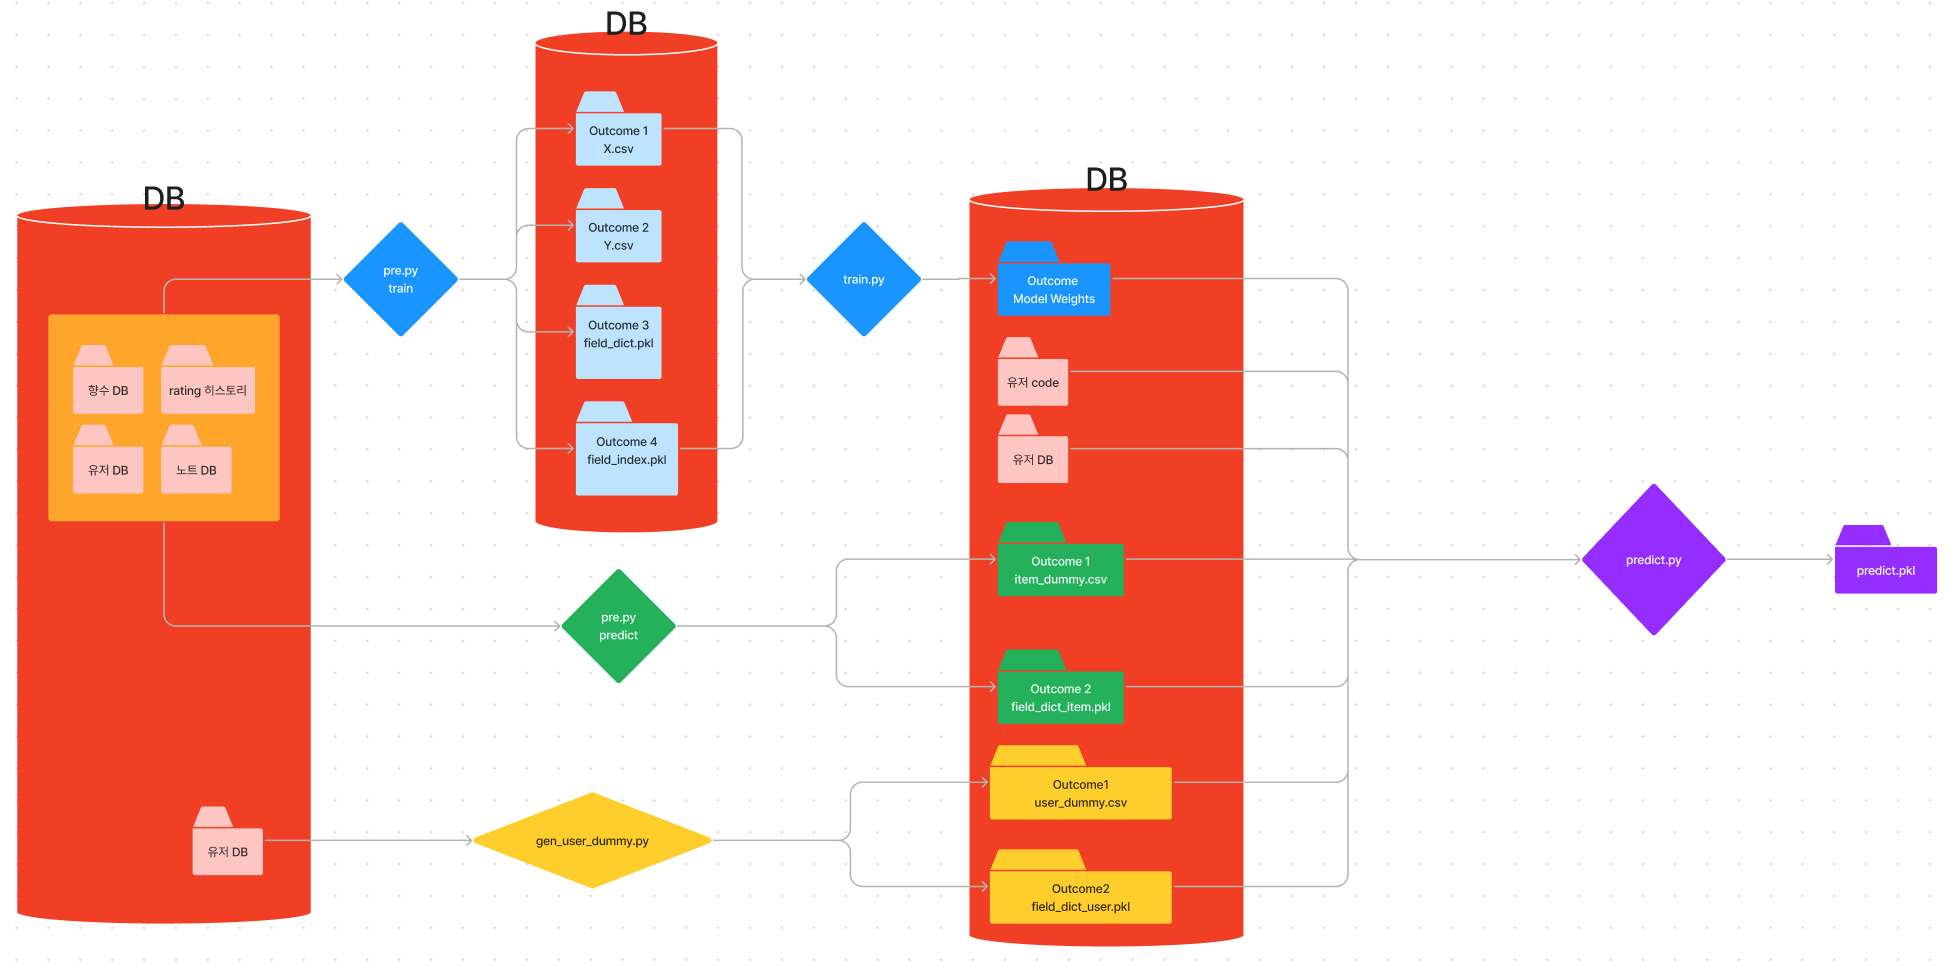 DB
DB
DB
Outcome 1
X.csv
Outcome 2
Y.csv
Outcome 3
field_dict.pkl
Outcome 4
field_index.pkl
pre.py
train
train.py
향수 DB
rating 히스토리
유저 DB
노트 DB
Outcome
Model Weights
유저 code
유저 DB
Outcome 1
item_dummy.csv
Outcome 2
field_dict_item.pkl
pre.py
predict
predict.py
predict.pkl
유저 DB
gen_user_dummy.py
Outcome1
user_dummy.csv
Outcome2
field_dict_user.pkl